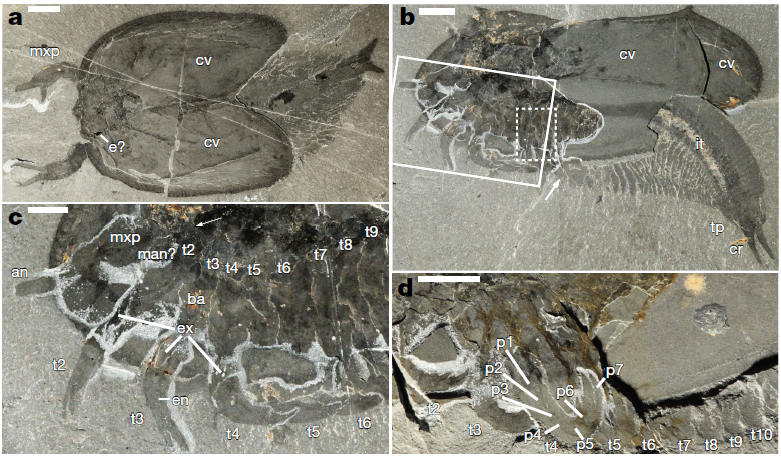 a
mxp
cv
cv
e?
b
cv
cv
it
tp
cr
c
mxp
man?
t2
t3
t4
t5
t6
t7
t8
t9
an
ba
ex
t2
t3
en
t4
t5
t6
d
p1
p2
p3
p6
p7
p4
p5
t2
t3
t4
t5
t6
t7
t8
t9
t10